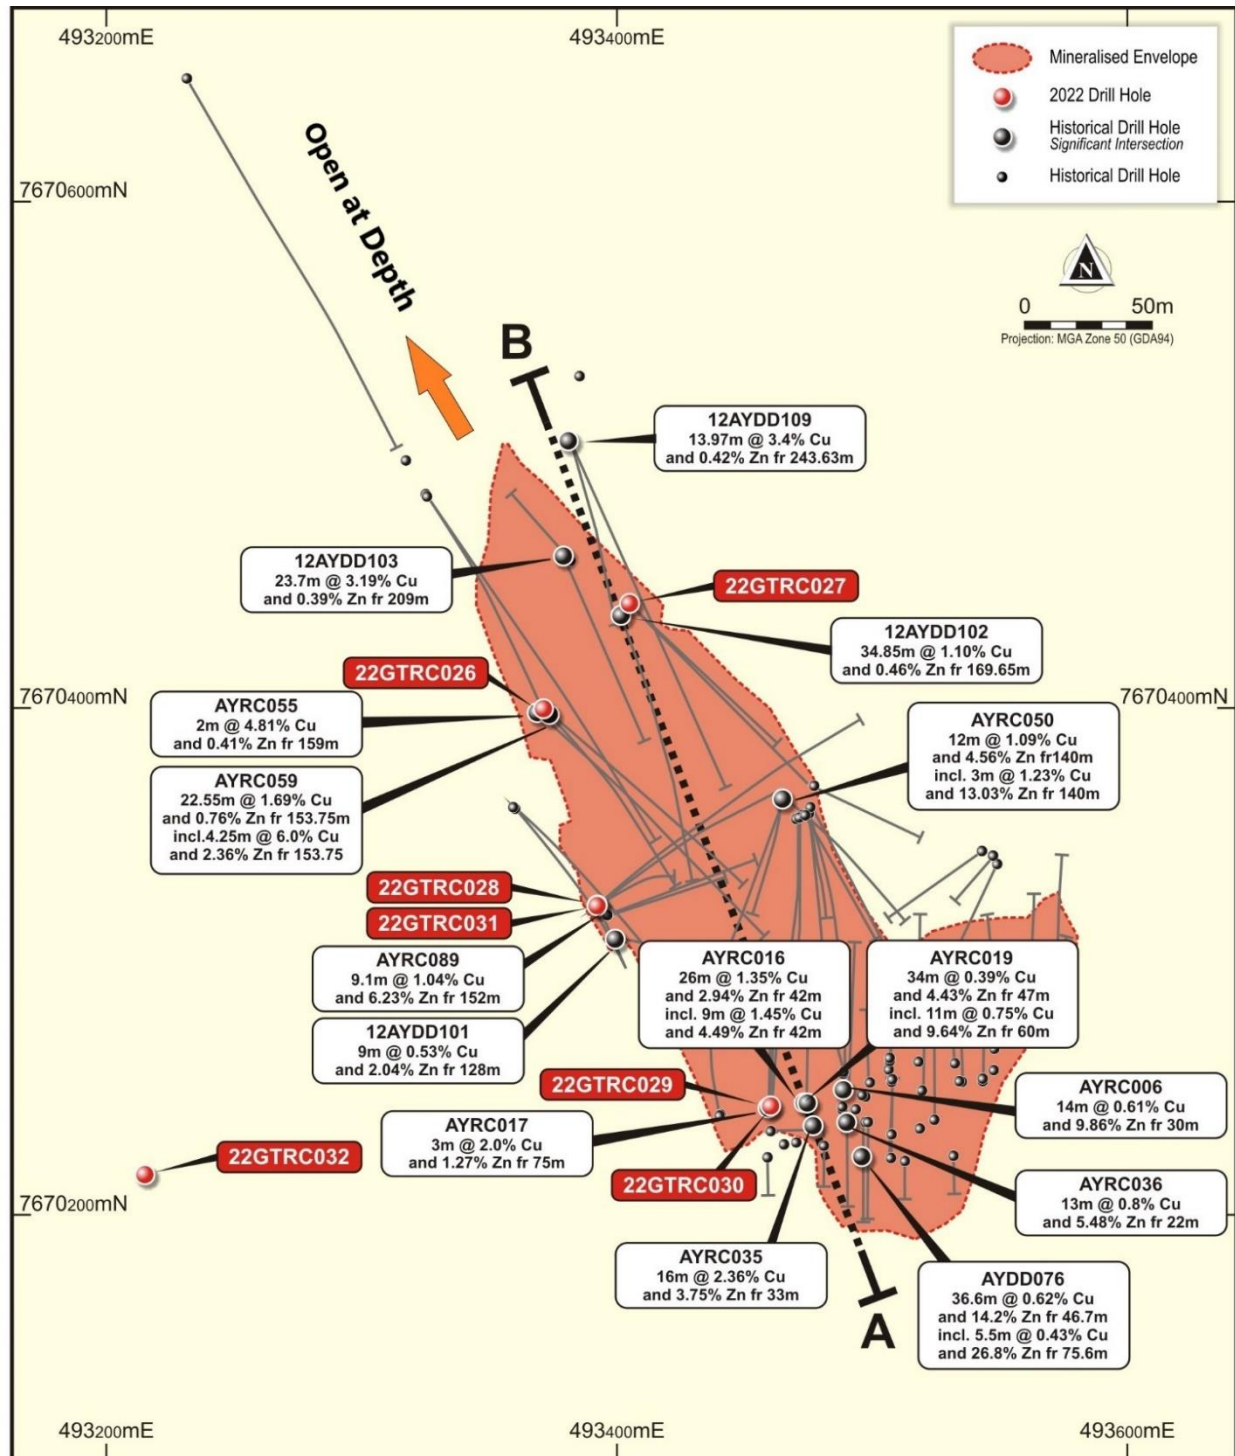 493200mE
493400mE
Mineralised Envelope
2022 Drill Hole
Historical Drill Hole
Significant Intersection
Historical Drill Hole
Open at Depth
7670600mN
N
0 50m
Projection: MGA Zone 50 (GDA94)
B
12AYDD109
13.97m @ 3.4% Cu
and 0.42% Zn fr 243.63m
12AYDD103
23.7m @ 3.19% Cu
and 0.39% Zn fr 209m
22GTRC027
12AYDD102
34.85m @ 1.10% Cu
and 0.46% Zn fr 169.65m
22GTRC026
7670400mN
7670400mN
AYRC055
2m @ 4.81% Cu
and 0.41% Zn fr 159m
AYRC050
12m @ 1.09% Cu
and 4.56% Zn fr140m
incl. 3m @ 1.23% Cu
and 13.03% Zn fr 140m
AYRC059
22.55m @ 1.69% Cu
and 0.76% Zn fr 153.75m
incl.4.25m @ 6.0% Cu
and 2.36% Zn fr 153.75
22GTRC028
22GTRC031
AYRC089
9.1m @ 1.04% Cu
and 6.23% Zn fr 152m
AYRC016
26m @ 1.35% Cu
and 2.94% Zn fr 42m
incl. 9m @ 1.45% Cu
and 4.49% Zn fr 42m
AYRC019
34m @ 0.39% Cu
and 4.43% Zn fr 47m
incl. 11m @ 0.75% Cu
and 9.64% Zn fr 60m
12AYDD101
9m @ 0.53% Cu
and 2.04% Zn fr 128m
22GTRC029
AYRC006
14m @ 0.61% Cu
and 9.86% Zn fr 30m
AYRC017
3m @ 2.0% Cu
and 1.27% Zn fr 75m
22GTRC032
22GTRC030
AYRC036
13m @ 0.8% Cu
and 5.48% Zn fr 22m
7670200mN
AYRC035
16m @ 2.36% Cu
and 3.75% Zn fr 33m
AYDD076
36.6m @ 0.62% Cu
and 14.2% Zn fr 46.7m
incl. 5.5m @ 0.43% Cu
and 26.8% Zn fr 75.6m
A
493200mE
493400mE
493600mE